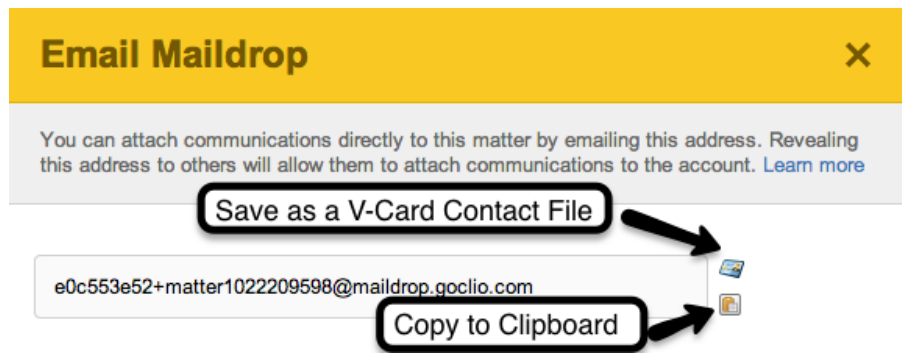 Email Maildrop
You can attach communications directly to this matter by emailing this address. Revealing
this address to others will allow them to attach communications to the account. Learn more
Save as a V-Card Contact File
e0c553e52+matter1022209598@maildrop.goclio.com
Copy to Clipboard